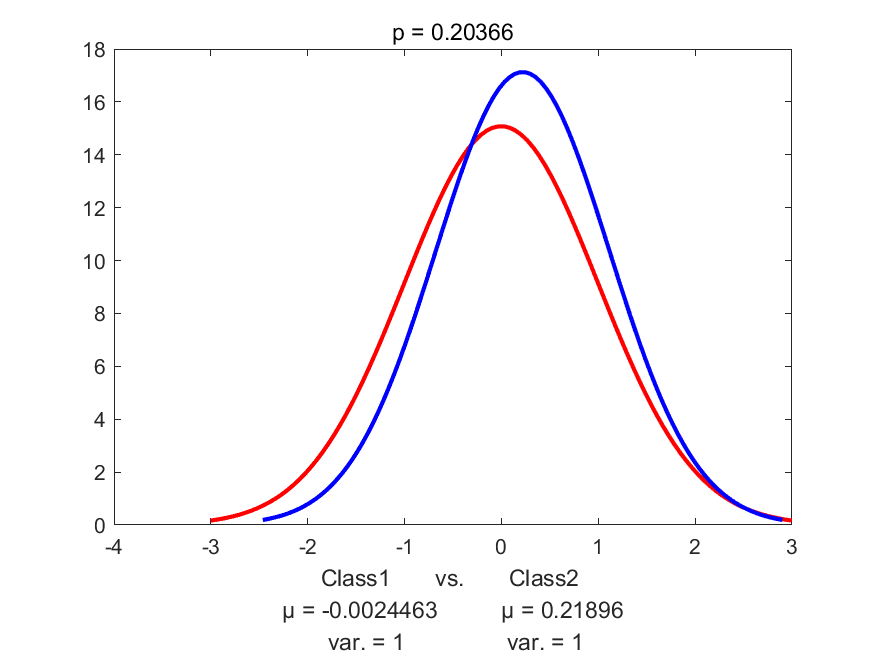 p = 0.20366
18
16
14
12
10
8
6
4
2
0
-4 -3 -2 -1 0 1 2 3
Class1 vs. Class2
μ = -0.0024463 μ = 0.21896
var. = 1 var. = 1